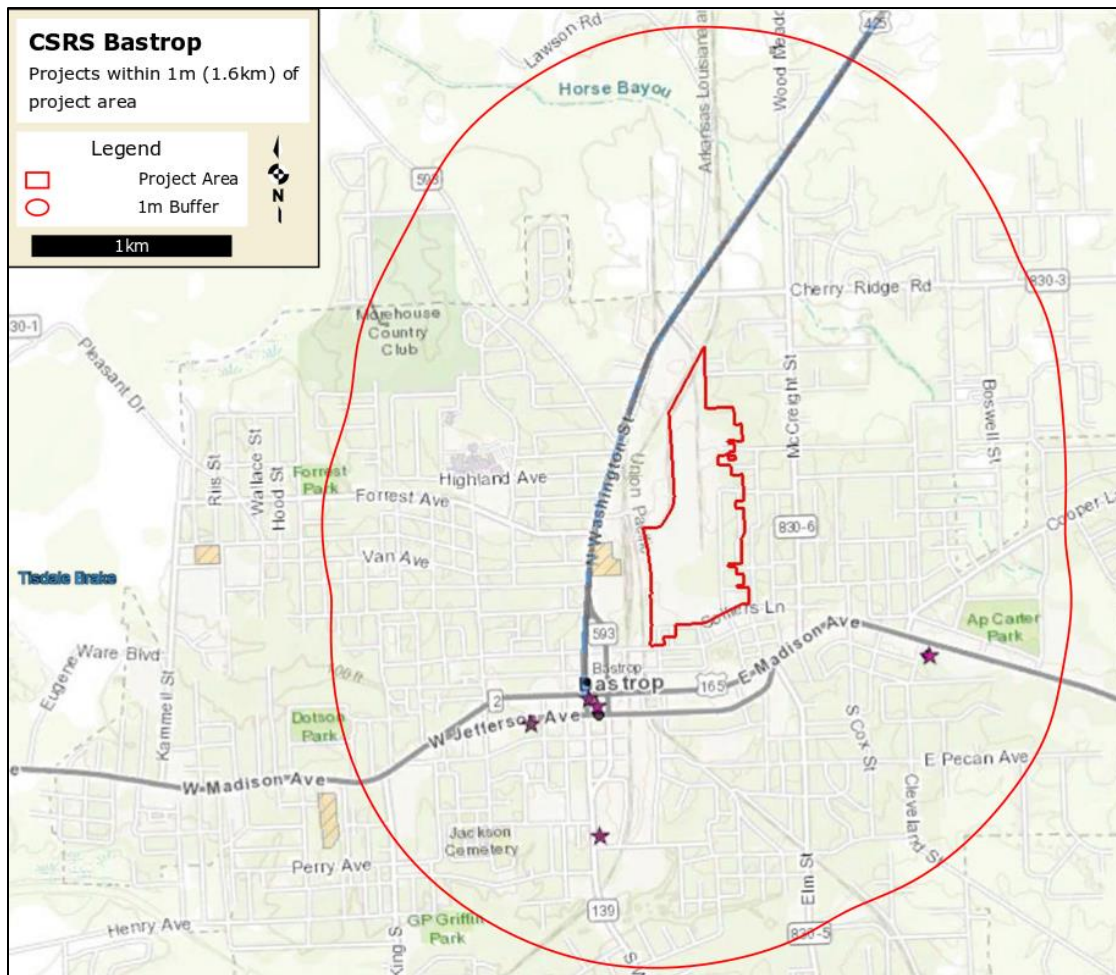 CSRS Bastrop
Projects within 1m (1.6km) of
project area
Legend
Project Area
1m Buffer
N
1km
Lawson Rd
425
Horse Bayou
Arkansas Louisiana
Wood Meado
593
Cherry Ridge Rd
830-3
30-1
Morehouse
Country
Club
Pleasant Dr
McCreight St
Boswell St
N Washington St
Union Pacific
Riis St
Wallace St
Hood St
Forrest
Park
Highland Ave
Forrest Ave
830-6
Cooper L
Van Ave
Tisdale Brake
Ap Carter
Park
593
E Madison Ave
Ware Blvd
Eugene
100 ft
Bastrop
Bastrop
165
2
Kammell St
Dotson
Park
W Jefferson Ave
S Cox St
E Pecan Ave
e
W Madison Ave
Cleveland St
Jackson
Cemetery
Perry Ave
Elm St
Henry Ave
GP Griffin
Park
139
830-5
King S